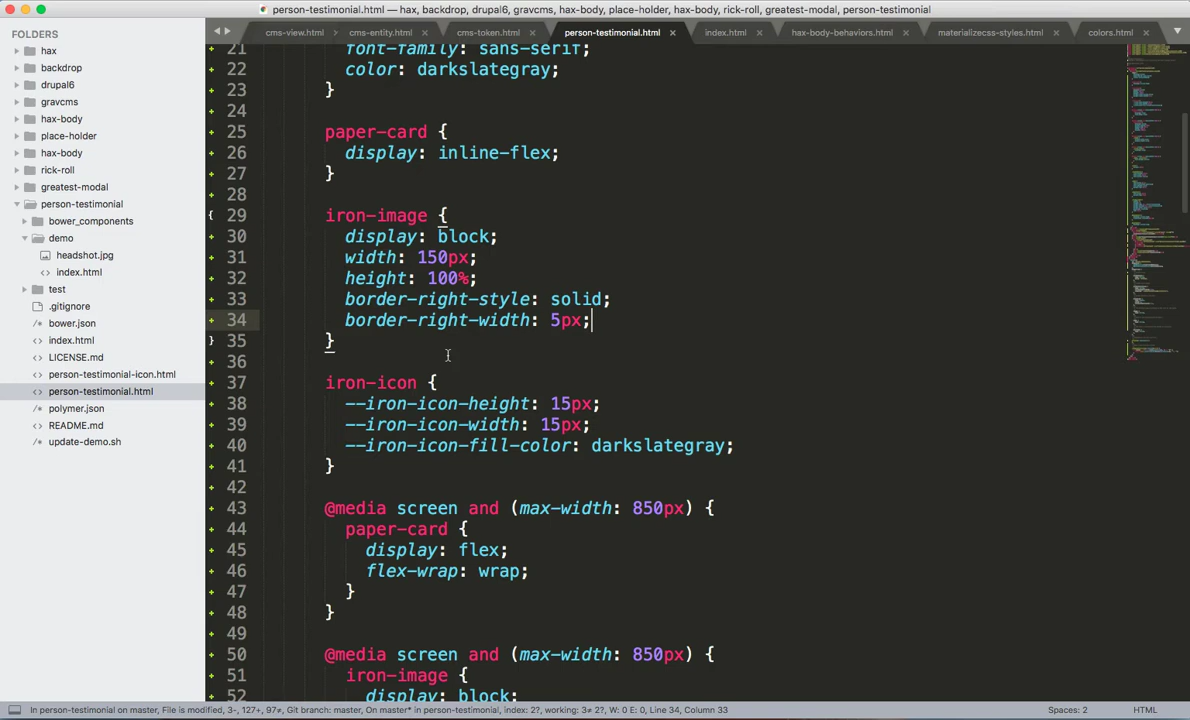 person-testimonial.html — hax, backdrop, drupal6, gravcms, hax-body, place-holder, hax-body, rick-roll, greatest-modal, person-testimonial
FOLDERS
hax
backdrop
drupal6
gravcms
hax-body
place-holder
hax-body
rick-roll
greatest-modal
person-testimonial
bower_components
demo
headshot.jpg
<> index.html
test
/* .gitignore
/* bower.json
<> index.html
<> LICENSE.md
<> person-testimonial-icon.html
<> person-testimonial.html
/* polymer.json
<> README.md
/* update-demo.sh
cms-view.html × cms-entity.html × cms-token.html × person-testimonial.html × index.html × hax-body-behaviors.html × materializecss-styles.html × colors.html ×
21 font-family: sans-serif;
22 color: darkslategray;
23 }
24
25 paper-card {
26 display: inline-flex;
27 }
28
29 iron-image {
30 display: block;
31 width: 150px;
32 height: 100%;
33 border-right-style: solid;
34 border-right-width: 5px;
35 }
36
37 iron-icon {
38 --iron-icon-height: 15px;
39 --iron-icon-width: 15px;
40 --iron-icon-fill-color: darkslategray;
41 }
42
43 @media screen and (max-width: 850px) {
44 paper-card {
45 display: flex;
46 flex-wrap: wrap;
47 }
48 }
49
50 @media screen and (max-width: 850px) {
51 iron-image {
52 display: block;
In person-testimonial on master, File is modified, 3-, 127+, 97≠, Git branch: master, On master* in person-testimonial, index: 2?, working: 3≠ 2?, W: 0 E: 0, Line 34, Column 33 Spaces: 2 HTML